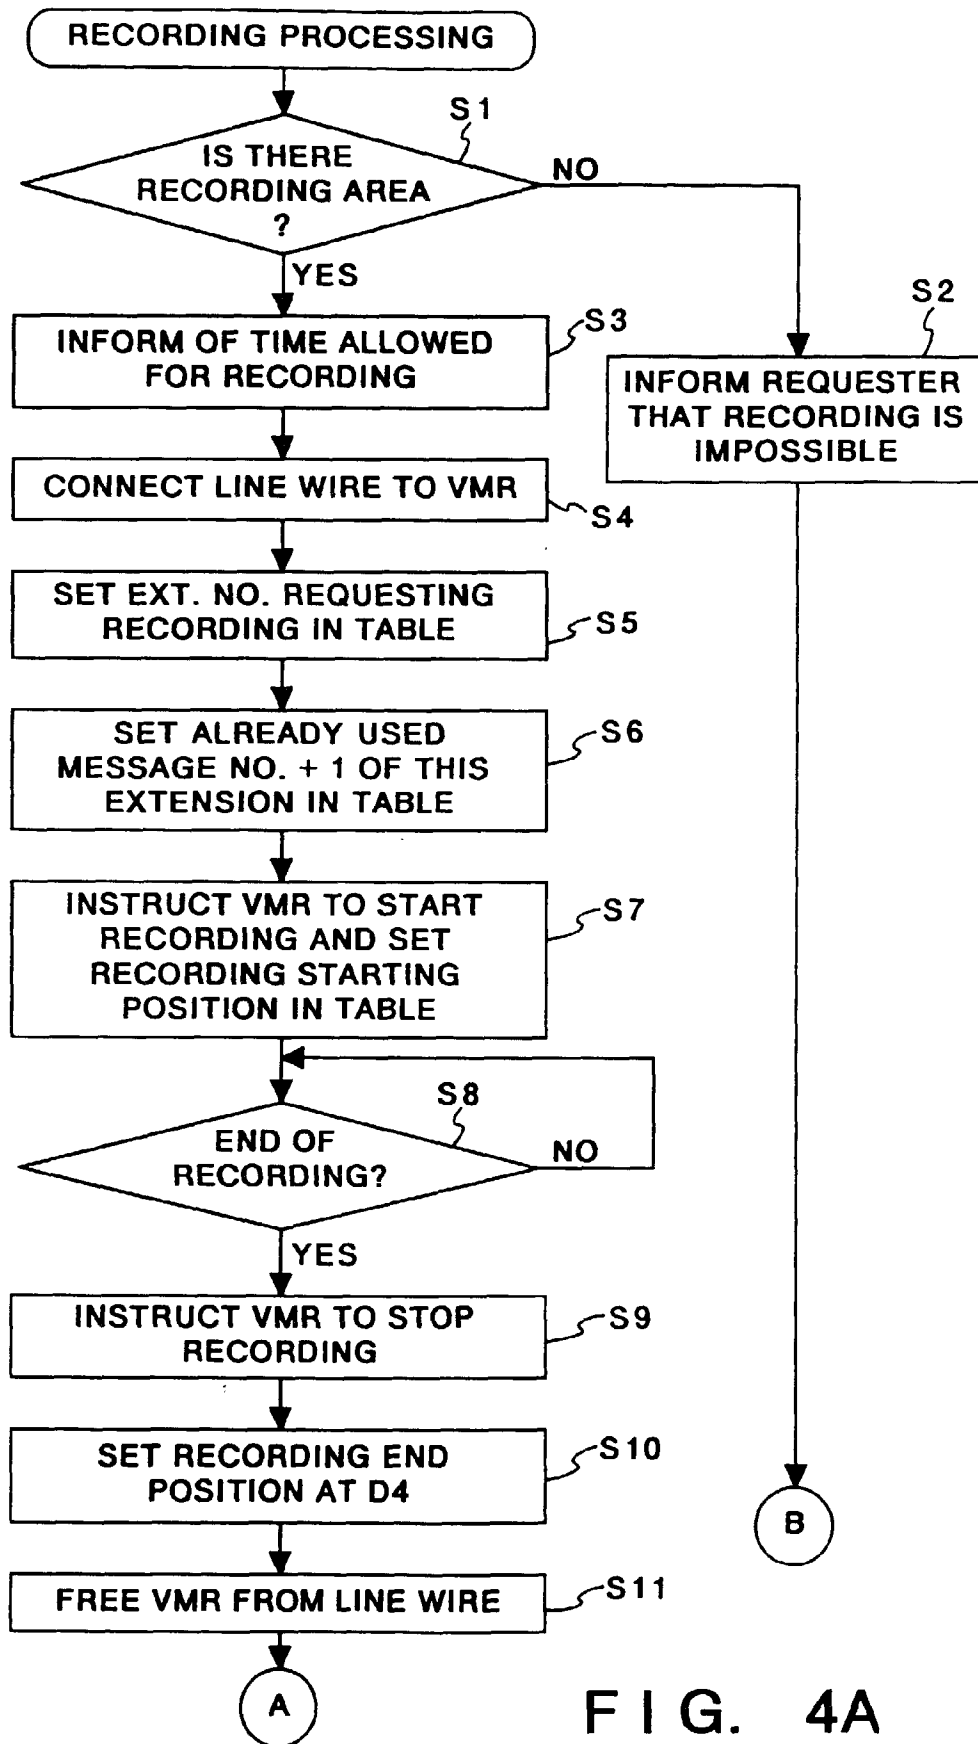 RECORDING PROCESSING
S1
IS THERE
RECORDING AREA
?
NO
YES
S2
INFORM REQUESTER
THAT RECORDING IS
IMPOSSIBLE
S3
INFORM OF TIME ALLOWED
FOR RECORDING
CONNECT LINE WIRE TO VMR
S4
SET EXT. NO. REQUESTING
RECORDING IN TABLE
S5
SET ALREADY USED
MESSAGE NO. + 1 OF THIS
EXTENSION IN TABLE
S6
INSTRUCT VMR TO START
RECORDING AND SET
RECORDING STARTING
POSITION IN TABLE
S7
S8
END OF
RECORDING?
NO
YES
INSTRUCT VMR TO STOP
RECORDING
S9
SET RECORDING END
POSITION AT D4
S10
B
FREE VMR FROM LINE WIRE
S11
A
FIG. 4A